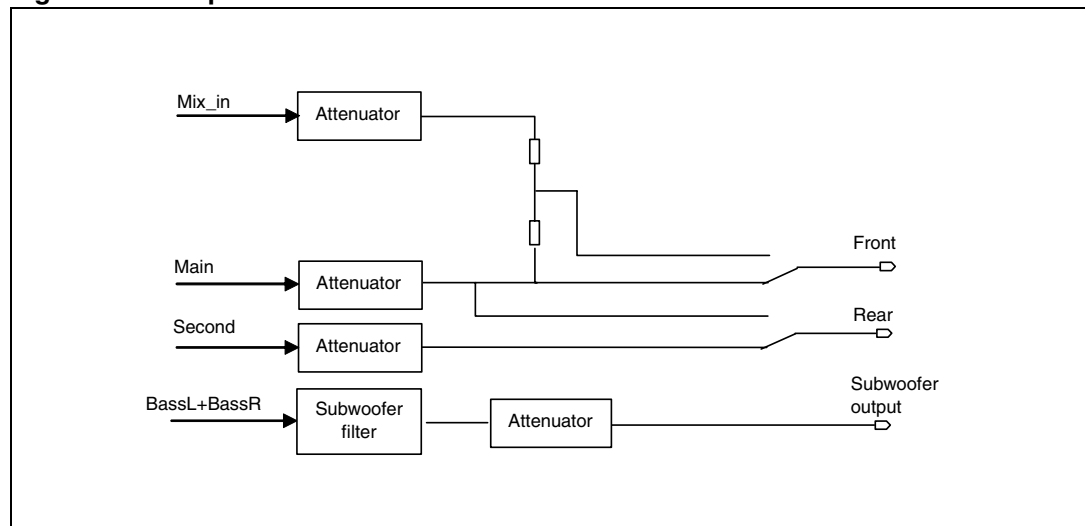 Mix_in
Attenuator
Front
Main
Attenuator
Rear
Second
Attenuator
Subwoofer
output
BassL+BassR
Subwoofer
filter
Attenuator